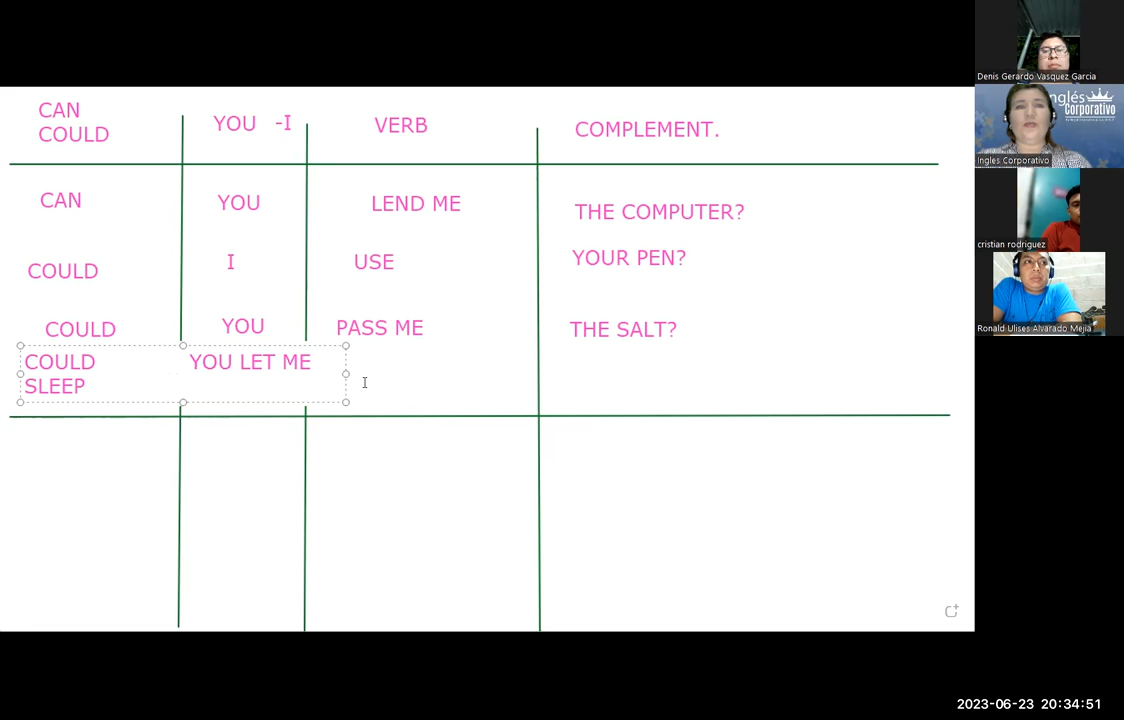 CAN
COULD
YOU -I
VERB
COMPLEMENT.
CAN
YOU
LEND ME
THE COMPUTER?
COULD
I
USE
YOUR PEN?
COULD
YOU
PASS ME
THE SALT?
COULD YOU LET ME
SLEEP
Denis Gerardo Vasquez Garcia
Inglés
Corporativo
Ingles Corporativo
cristian rodriguez
Ronald Ulises Alvarado Mejia
2023-06-23 20:34:51